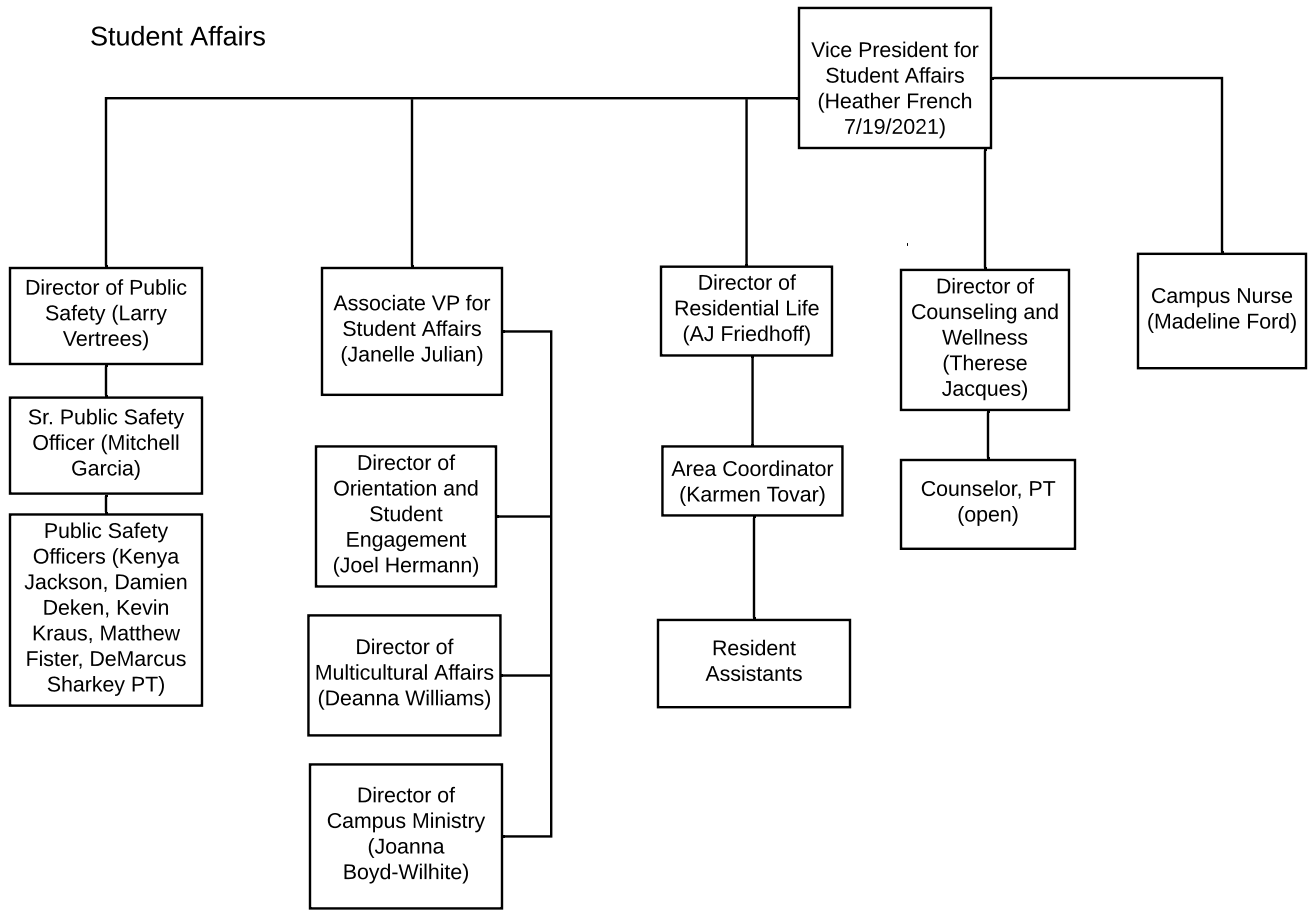 Student Affairs
Vice President for
Student Affairs
(Heather French
7/19/2021)
Director of Public
Safety (Larry
Vertrees)
Sr. Public Safety
Officer (Mitchell
Garcia)
Public Safety
Officers (Kenya
Jackson, Damien
Deken, Kevin
Kraus, Matthew
Fister, DeMarcus
Sharkey PT)
Associate VP for
Student Affairs
(Janelle Julian)
Director of
Orientation and
Student
Engagement
(Joel Hermann)
Director of
Multicultural Affairs
(Deanna Williams)
Director of
Campus Ministry
(Joanna
Boyd-Wilhite)
Director of
Residential Life
(AJ Friedhoff)
Area Coordinator
(Karmen Tovar)
Resident
Assistants
Director of
Counseling and
Wellness
(Therese
Jacques)
Counselor, PT
(open)
Campus Nurse
(Madeline Ford)